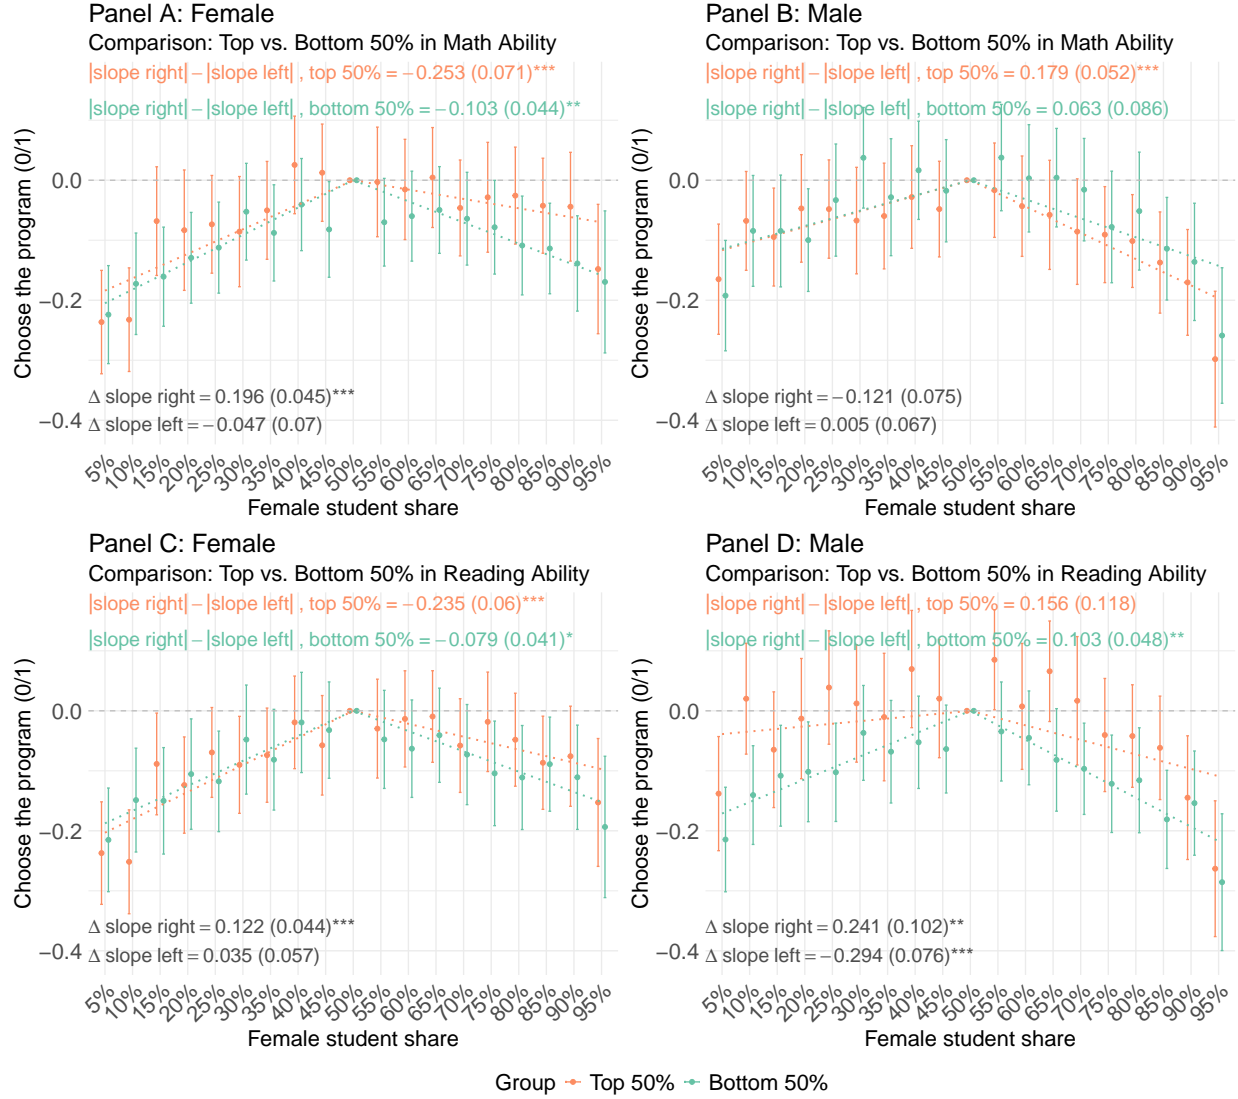 Panel A: Female
Comparison: Top vs. Bottom 50% in Math Ability
|slope right| − |slope left| , top 50% = −0.253 (0.071)***
|slope right| − |slope left| , bottom 50% = −0.103 (0.044)**
Choose the program (0/1)
0.0
−0.2
−0.4
Δ slope right = 0.196 (0.045)***
Δ slope left = −0.047 (0.07)
5% 10% 15% 20% 25% 30% 35% 40% 45% 50% 55% 60% 65% 70% 75% 80% 85% 90% 95%
Female student share
Panel B: Male
Comparison: Top vs. Bottom 50% in Math Ability
|slope right| − |slope left| , top 50% = 0.179 (0.052)***
|slope right| − |slope left| , bottom 50% = 0.063 (0.086)
Choose the program (0/1)
Δ slope right = −0.121 (0.075)
Δ slope left = 0.005 (0.067)
5% 10% 15% 20% 25% 30% 35% 40% 45% 50% 55% 60% 65% 70% 75% 80% 85% 90% 95%
Female student share
Panel C: Female
Comparison: Top vs. Bottom 50% in Reading Ability
|slope right| − |slope left| , top 50% = −0.235 (0.06)***
|slope right| − |slope left| , bottom 50% = −0.079 (0.041)*
Choose the program (0/1)
0.0
−0.2
−0.4
Δ slope right = 0.122 (0.044)***
Δ slope left = 0.035 (0.057)
5% 10% 15% 20% 25% 30% 35% 40% 45% 50% 55% 60% 65% 70% 75% 80% 85% 90% 95%
Female student share
Panel D: Male
Comparison: Top vs. Bottom 50% in Reading Ability
|slope right| − |slope left| , top 50% = 0.156 (0.118)
|slope right| − |slope left| , bottom 50% = 0.103 (0.048)**
Choose the program (0/1)
Δ slope right = 0.241 (0.102)**
Δ slope left = −0.294 (0.076)***
5% 10% 15% 20% 25% 30% 35% 40% 45% 50% 55% 60% 65% 70% 75% 80% 85% 90% 95%
Female student share
Group Top 50% Bottom 50%